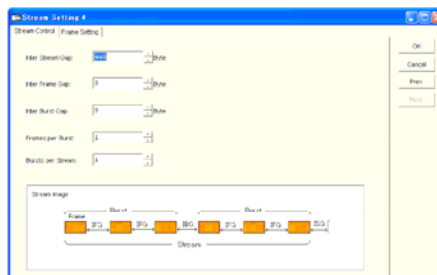 Stream Setting 4
Stream Control Frame Setting
Inter Stream Gap: Byte
Inter Frame Gap: Byte
Inter Burst Gap: Byte
Frames per Burst:
Bursts per Stream:
OK
Cancel
Prev
Next
Stream Image
Burst Burst
Frame
IFG IFG IBG IFG IFG ISG
Stream